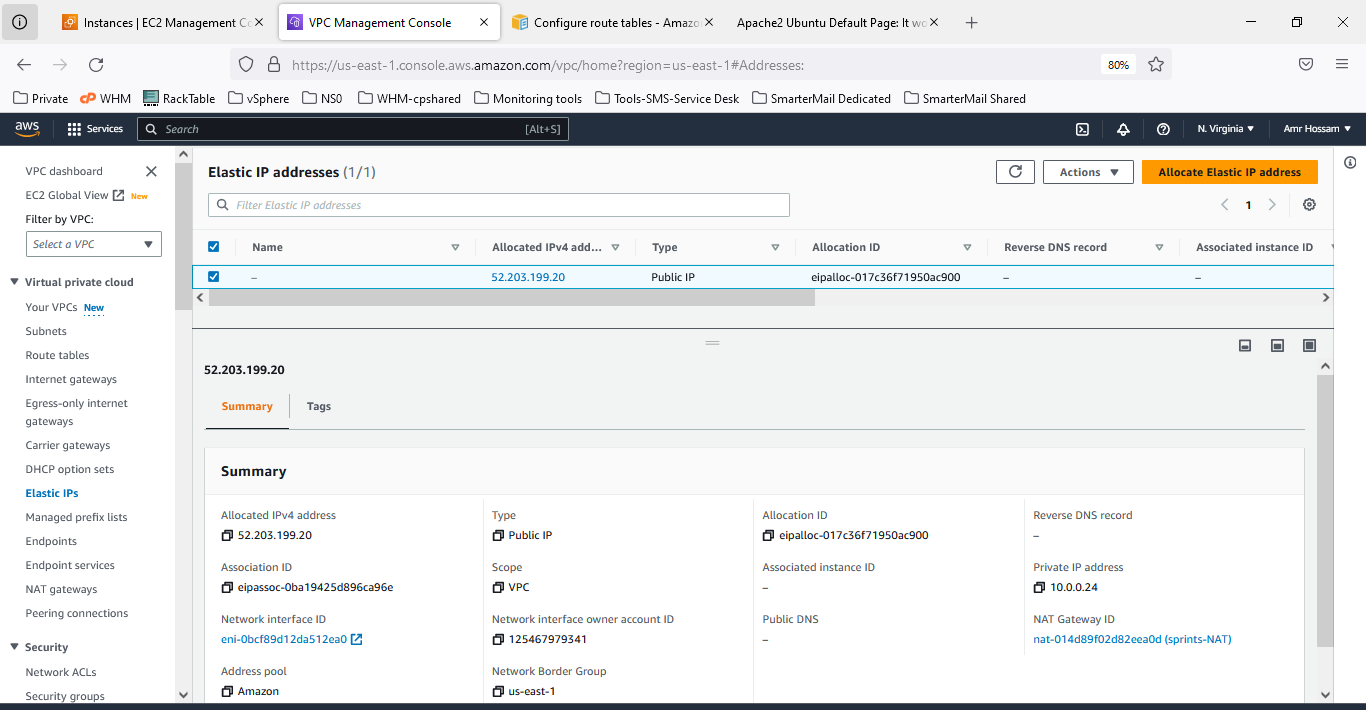 Instances | EC2 Management Co
VPC Management Console
Configure route tables - Amazo
Apache2 Ubuntu Default Page: It wo
https://us-east-1.console.aws.amazon.com/vpc/home?region=us-east-1#Addresses:
80%
Private
WHM
RackTable
vSphere
NS0
WHM-cpshared
Monitoring tools
Tools-SMS-Service Desk
SmarterMail Dedicated
SmarterMail Shared
aws
Services
Search
[Alt+S]
N. Virginia
Amr Hossam
VPC dashboard
EC2 Global View New
Filter by VPC:
Select a VPC
Virtual private cloud
Your VPCs New
Subnets
Route tables
Internet gateways
Egress-only internet
gateways
Carrier gateways
DHCP option sets
Elastic IPs
Managed prefix lists
Endpoints
Endpoint services
NAT gateways
Peering connections
Security
Network ACLs
Security groups
Elastic IP addresses (1/1)
Actions
Allocate Elastic IP address
Filter Elastic IP addresses
1
Name
Allocated IPv4 add...
Type
Allocation ID
Reverse DNS record
Associated instance ID
–
52.203.199.20
Public IP
eipalloc-017c36f71950ac900
–
–
52.203.199.20
Summary
Tags
Summary
Allocated IPv4 address
52.203.199.20
Type
Public IP
Allocation ID
eipalloc-017c36f71950ac900
Reverse DNS record
–
Association ID
eipassoc-0ba19425d896ca96e
Scope
VPC
Associated instance ID
–
Private IP address
10.0.0.24
Network interface ID
eni-0bcf89d12da512ea0
Network interface owner account ID
125467979341
Public DNS
–
NAT Gateway ID
nat-014d89f02d82eea0d (sprints-NAT)
Address pool
Amazon
Network Border Group
us-east-1